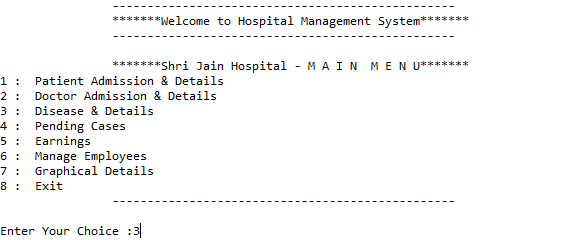 -------------------------------------------------
*******Welcome to Hospital Management System*******
-------------------------------------------------
*******Shri Jain Hospital - M A I N  M E N U*******
1 :  Patient Admission & Details
2 :  Doctor Admission & Details
3 :  Disease & Details
4 :  Pending Cases
5 :  Earnings
6 :  Manage Employees
7 :  Graphical Details
8 :  Exit
-------------------------------------------------
Enter Your Choice :3